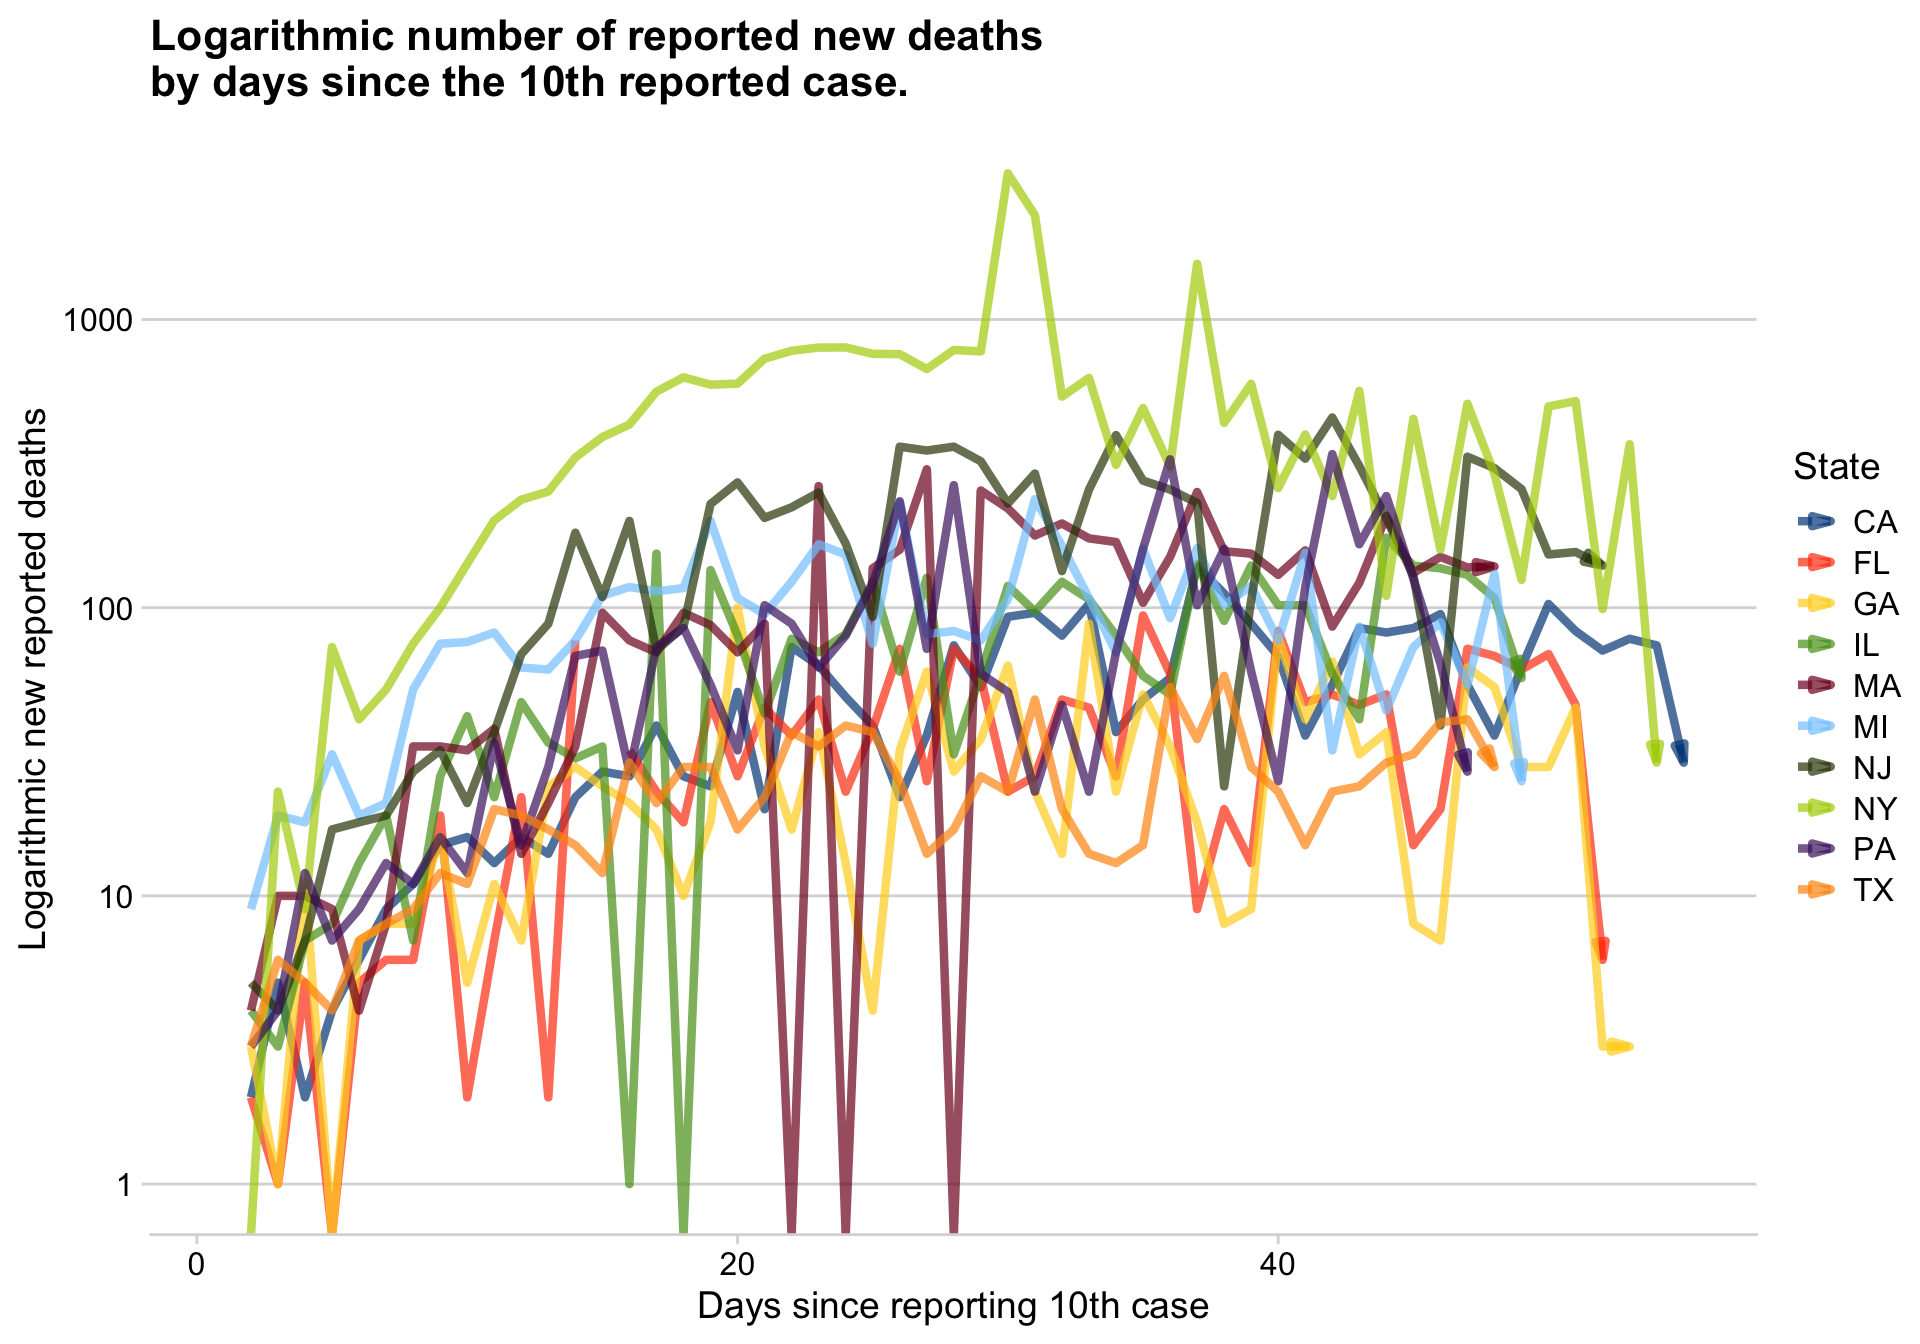 Logarithmic number of reported new deaths
by days since the 10th reported case.
Logarithmic new reported deaths
1000
100
10
1
0
20
40
Days since reporting 10th case
State
CA
FL
GA
IL
MA
MI
NJ
NY
PA
TX